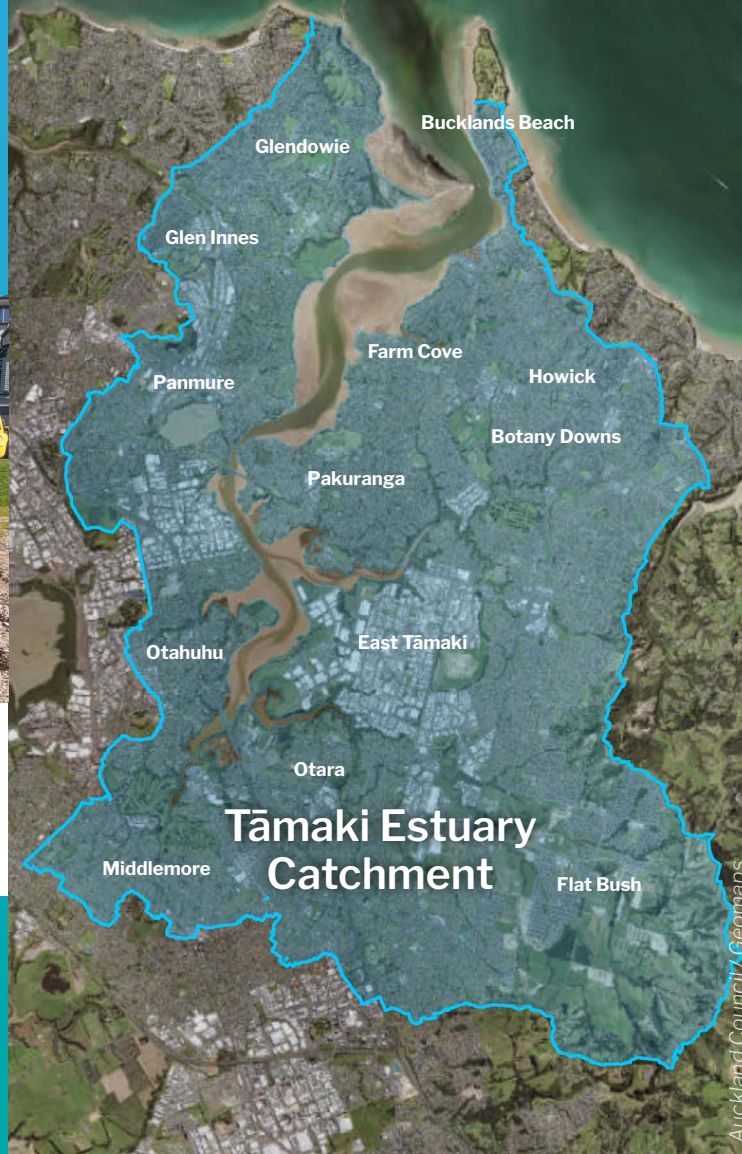 Bucklands Beach
Glendowie
Glen Innes
Farm Cove
Howick
Panmure
Botany Downs
Pakuranga
East Tāmaki
Otahuhu
Otara
Tāmaki Estuary
Catchment
Middlemore
Flat Bush
Auckland Council / Geomaps